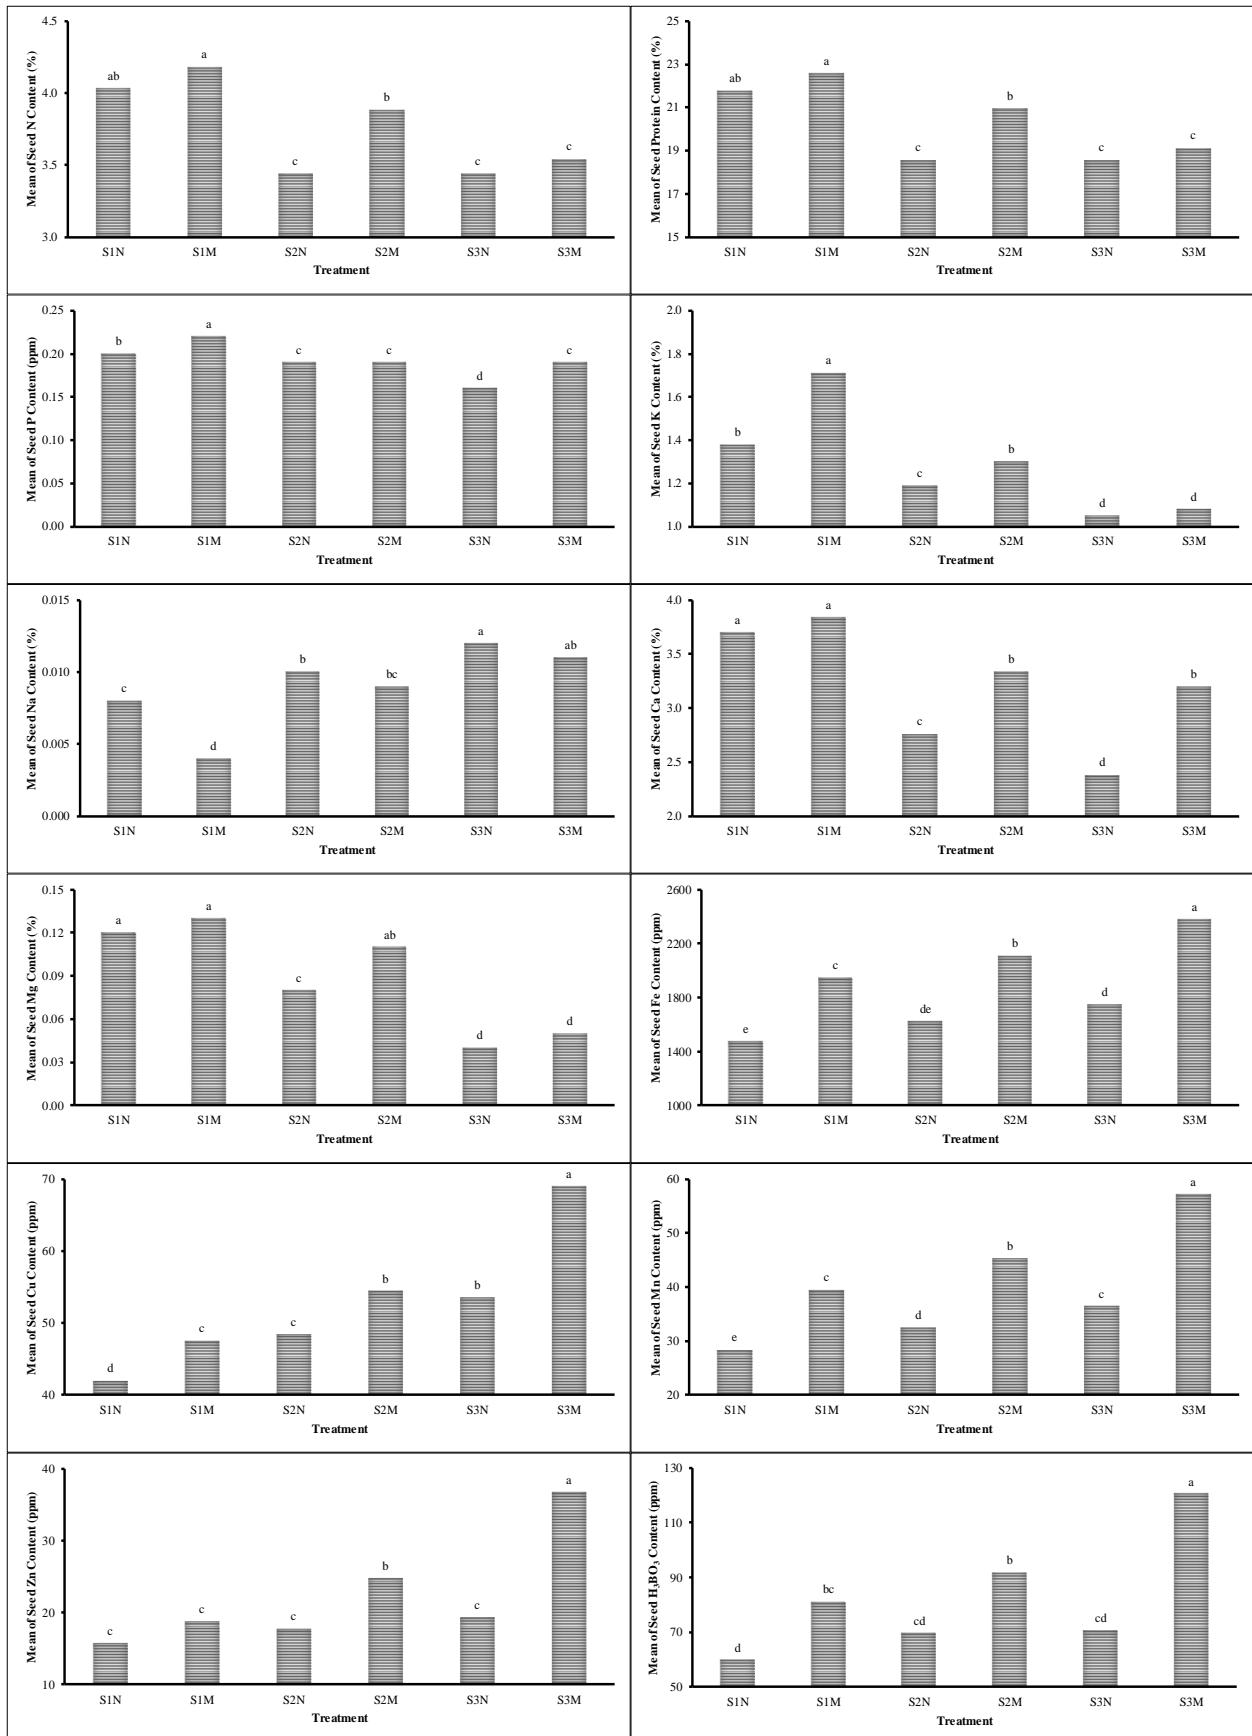 Mean of Seed N Content (%)
4.5
4.0
3.5
3.0
ab
a
c
b
c
c
S1N S1M S2N S2M S3N S3M
Treatment
Mean of Seed Protein Content (%)
25
23
21
19
17
15
ab
a
c
b
c
c
S1N S1M S2N S2M S3N S3M
Treatment
Mean of Seed P Content (ppm)
0.25
0.20
0.15
0.10
0.05
0.00
b
a
c
c
d
c
S1N S1M S2N S2M S3N S3M
Treatment
Mean of Seed K Content (%)
2.0
1.8
1.6
1.4
1.2
1.0
b
a
c
b
d
d
S1N S1M S2N S2M S3N S3M
Treatment
Mean of Seed Na Content (%)
0.015
0.010
0.005
0.000
c
d
b
bc
a
ab
S1N S1M S2N S2M S3N S3M
Treatment
Mean of Seed Ca Content (%)
4.0
3.5
3.0
2.5
2.0
a
a
c
b
d
b
S1N S1M S2N S2M S3N S3M
Treatment
Mean of Seed Mg Content (%)
0.15
0.12
0.09
0.06
0.03
0.00
a
a
c
ab
d
d
S1N S1M S2N S2M S3N S3M
Treatment
Mean of Seed Fe Content (ppm)
2600
2200
1800
1400
1000
e
c
de
b
d
a
S1N S1M S2N S2M S3N S3M
Treatment
Mean of Seed Cu Content (ppm)
70
60
50
40
d
c
c
b
b
a
S1N S1M S2N S2M S3N S3M
Treatment
Mean of Seed Mn Content (ppm)
60
50
40
30
20
e
c
d
b
c
a
S1N S1M S2N S2M S3N S3M
Treatment
Mean of Seed Zn Content (ppm)
40
30
20
10
c
c
c
b
c
a
S1N S1M S2N S2M S3N S3M
Treatment
Mean of Seed H₃BO₃ Content (ppm)
130
110
90
70
50
d
bc
cd
b
cd
a
S1N S1M S2N S2M S3N S3M
Treatment